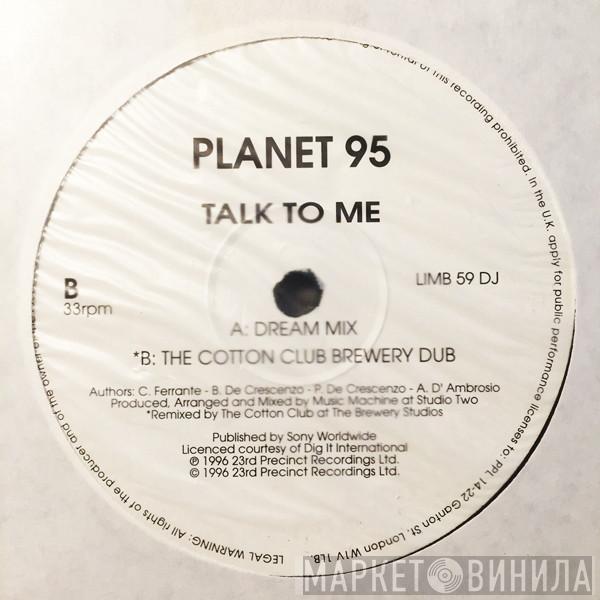 PLANET 95
TALK TO ME
B
33rpm
LIMB 59 DJ
A: DREAM MIX
*B: THE COTTON CLUB BREWERY DUB
Authors: C. Ferrante - B. De Crescenzo - P. De Crescenzo - A. D' Ambrosio
Produced, Arranged and Mixed by Music Machine at Studio Two
*Remixed by The Cotton Club at The Brewery Studios
Published by Sony Worldwide
Licenced courtesy of Dig It International
℗ 1996 23rd Precinct Recordings Ltd.
© 1996 23rd Precinct Recordings Ltd.
LEGAL WARNING: All rights of the producer and of the owner of this recording prohibited. In the U.K. apply for public performance licenses to: PPL 14-22 Ganton St. London W1V 1LB.
МАРКЕТ ВИНИЛА